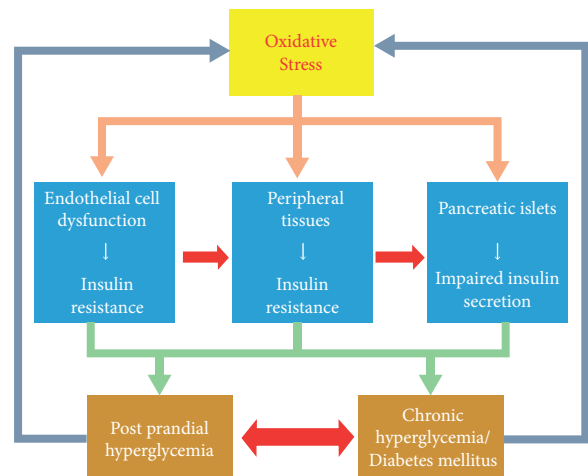 Oxidative
Stress
Endothelial cell
dysfunction
↓
Insulin
resistance
Peripheral
tissues
↓
Insulin
resistance
Pancreatic islets
↓
Impaired insulin
secretion
Post prandial
hyperglycemia
Chronic
hyperglycemia/
Diabetes mellitus